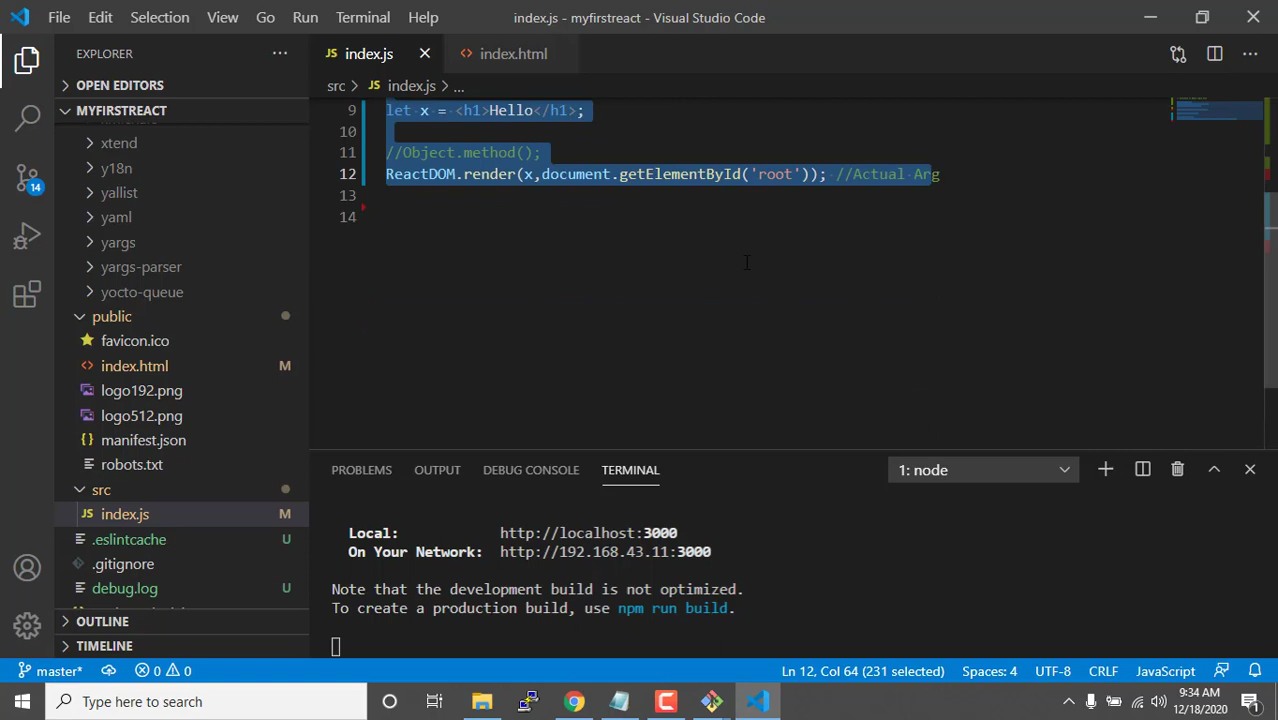 File Edit Selection View Go Run Terminal Help index.js - myfirstreact - Visual Studio Code
EXPLORER
OPEN EDITORS
MYFIRSTREACT
xtend
y18n
yallist
yaml
yargs
yargs-parser
yocto-queue
public
favicon.ico
index.html M
logo192.png
logo512.png
manifest.json
robots.txt
src
JS index.js M
.eslintcache U
.gitignore
debug.log U
OUTLINE
TIMELINE
14
JS index.js index.html
src > JS index.js > ...
9 let x = <h1>Hello</h1>;
10
11 //Object.method();
12 ReactDOM.render(x,document.getElementById('root')); //Actual Arg
13
14
PROBLEMS OUTPUT DEBUG CONSOLE TERMINAL 1: node
Local: http://localhost:3000
On Your Network: http://192.168.43.11:3000
Note that the development build is not optimized.
To create a production build, use npm run build.
master* 0 0 Ln 12, Col 64 (231 selected) Spaces: 4 UTF-8 CRLF JavaScript
Type here to search
9:34 AM
12/18/2020
1